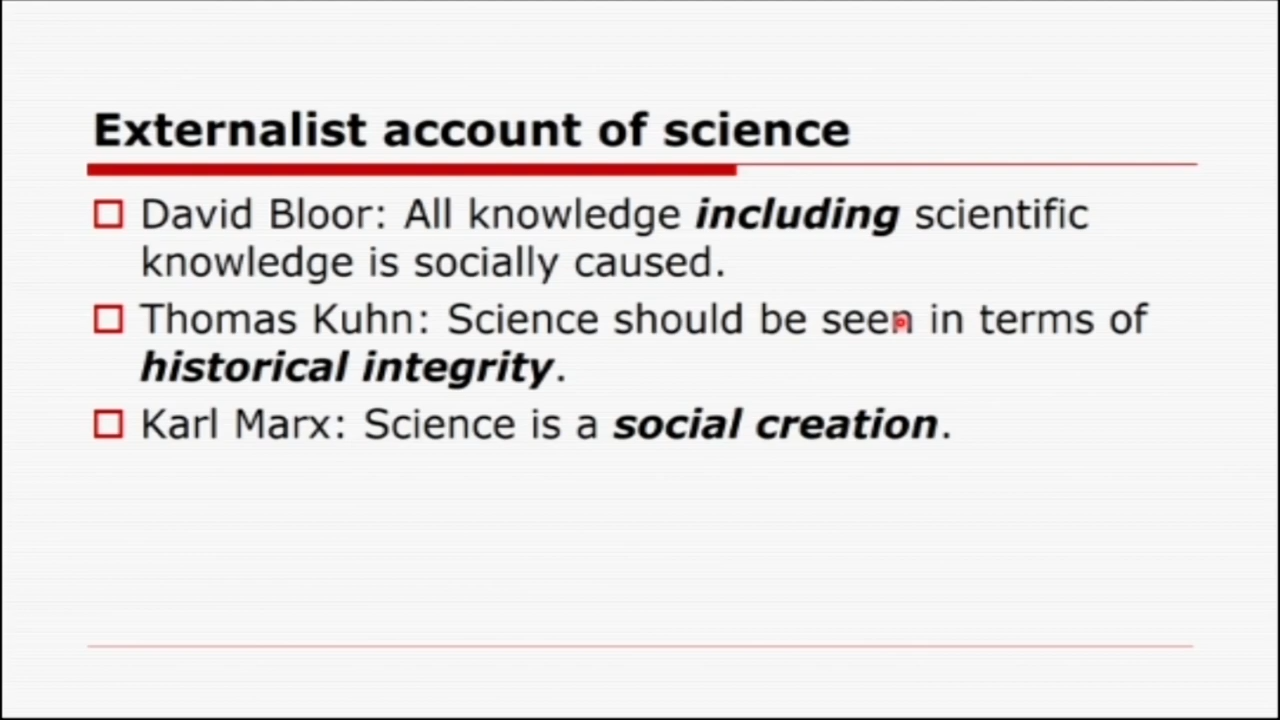 Externalist account of science
David Bloor: All knowledge including scientific
knowledge is socially caused.
Thomas Kuhn: Science should be seen in terms of
historical integrity.
Karl Marx: Science is a social creation.